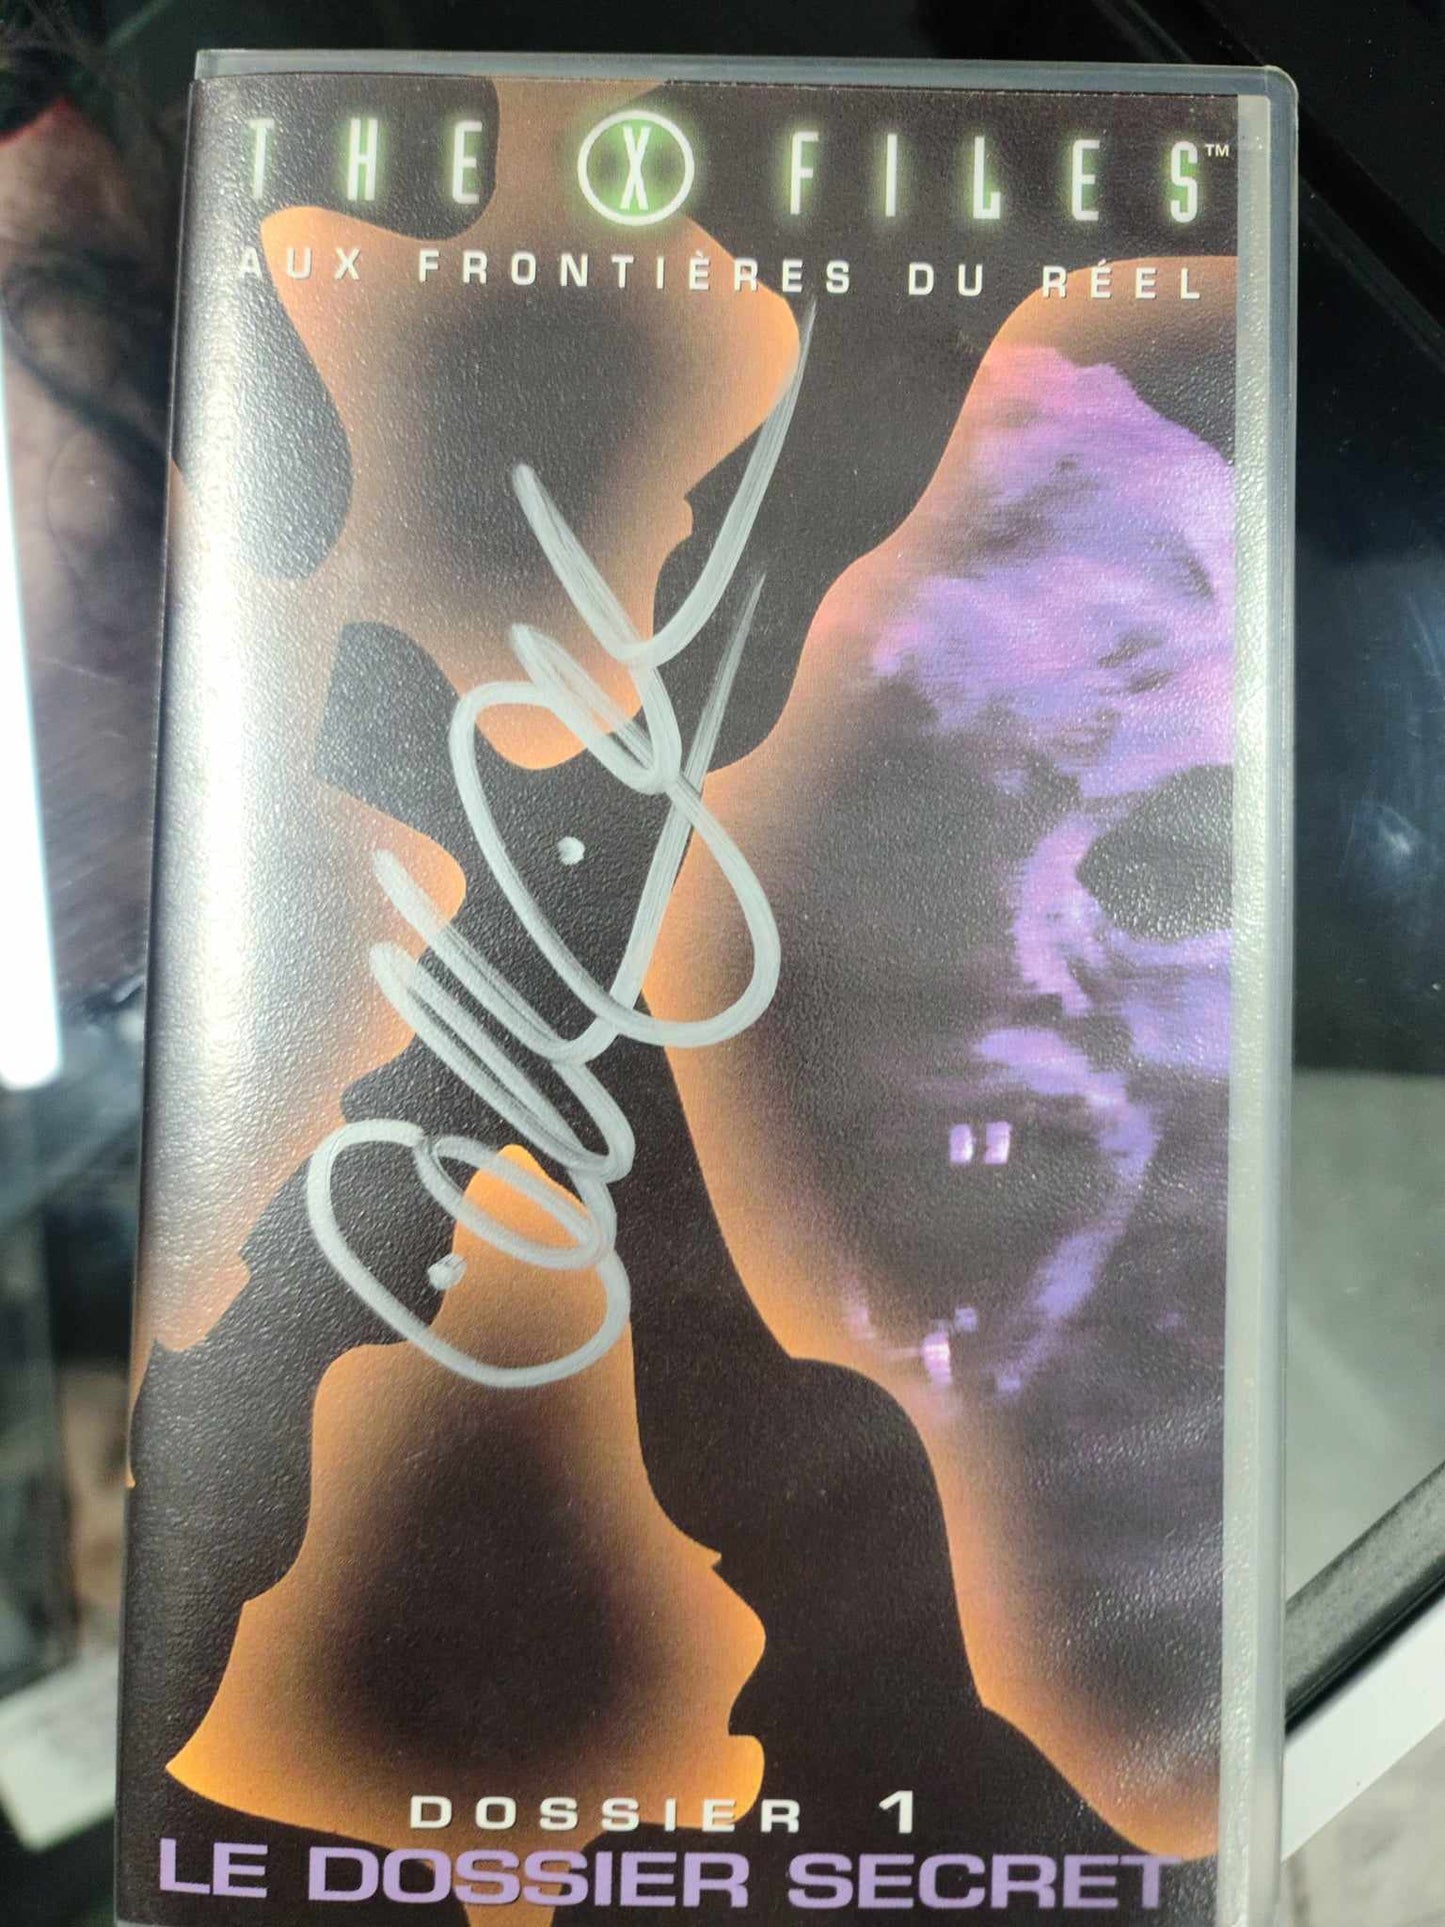 THE X FILES™
AUX FRONTIÈRES DU RÉEL
DOSSIER 1
LE DOSSIER SECRET